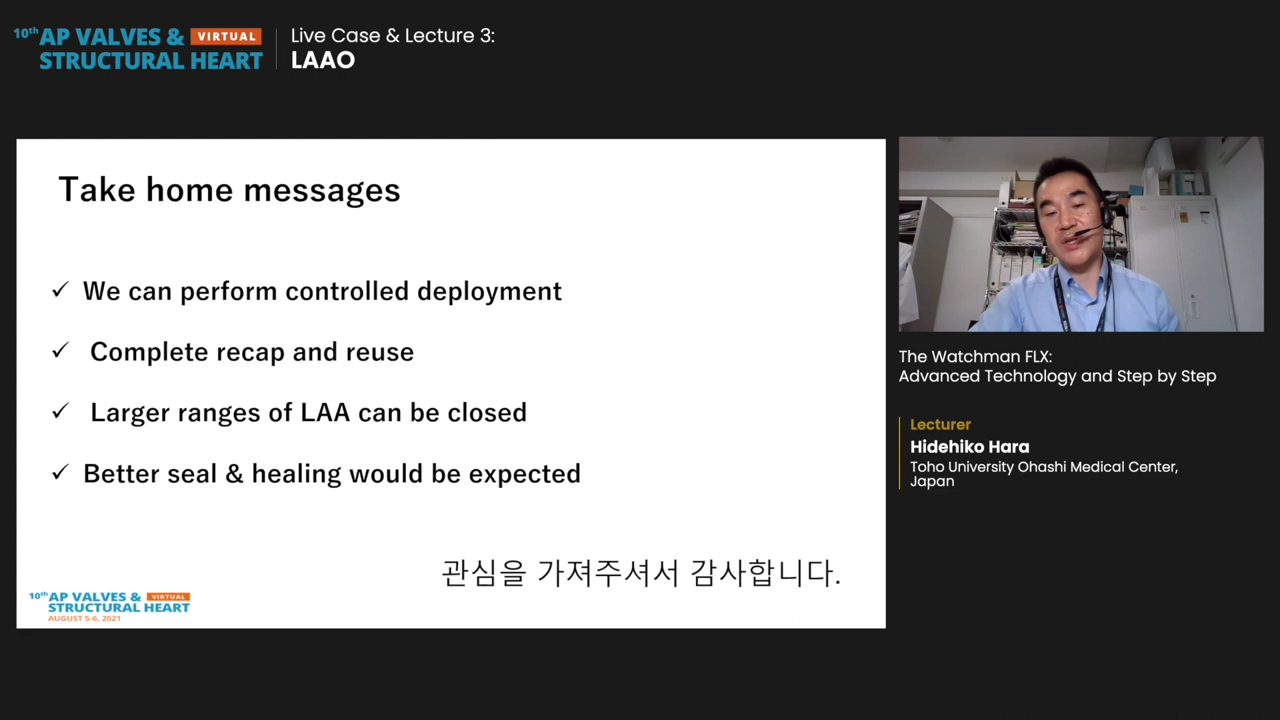 10th AP VALVES & VIRTUAL
STRUCTURAL HEART
Live Case & Lecture 3:
LAAO
Take home messages
✓ We can perform controlled deployment
✓ Complete recap and reuse
✓ Larger ranges of LAA can be closed
✓ Better seal & healing would be expected
관심을 가져주셔서 감사합니다.
10th AP VALVES & VIRTUAL
STRUCTURAL HEART
AUGUST 5-6, 2021
The Watchman FLX:
Advanced Technology and Step by Step
Lecturer
Hidehiko Hara
Toho University Ohashi Medical Center,
Japan